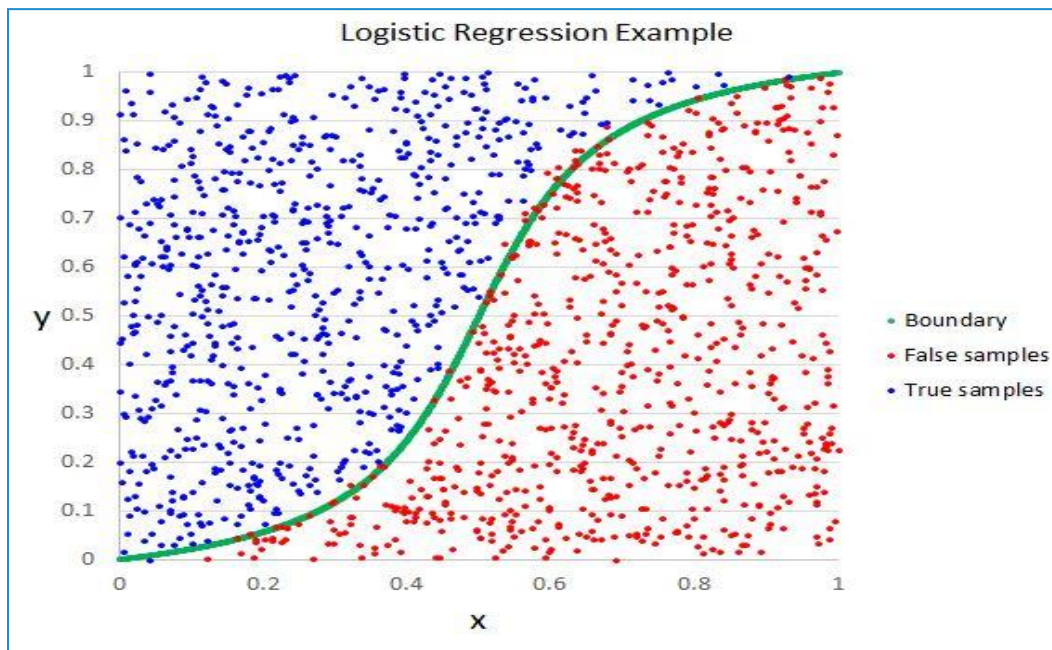 Logistic Regression Example
1
0.9
0.8
0.7
0.6
0.5
0.4
0.3
0.2
0.1
0
y
0 0.2 0.4 0.6 0.8 1
x
Boundary
False samples
True samples